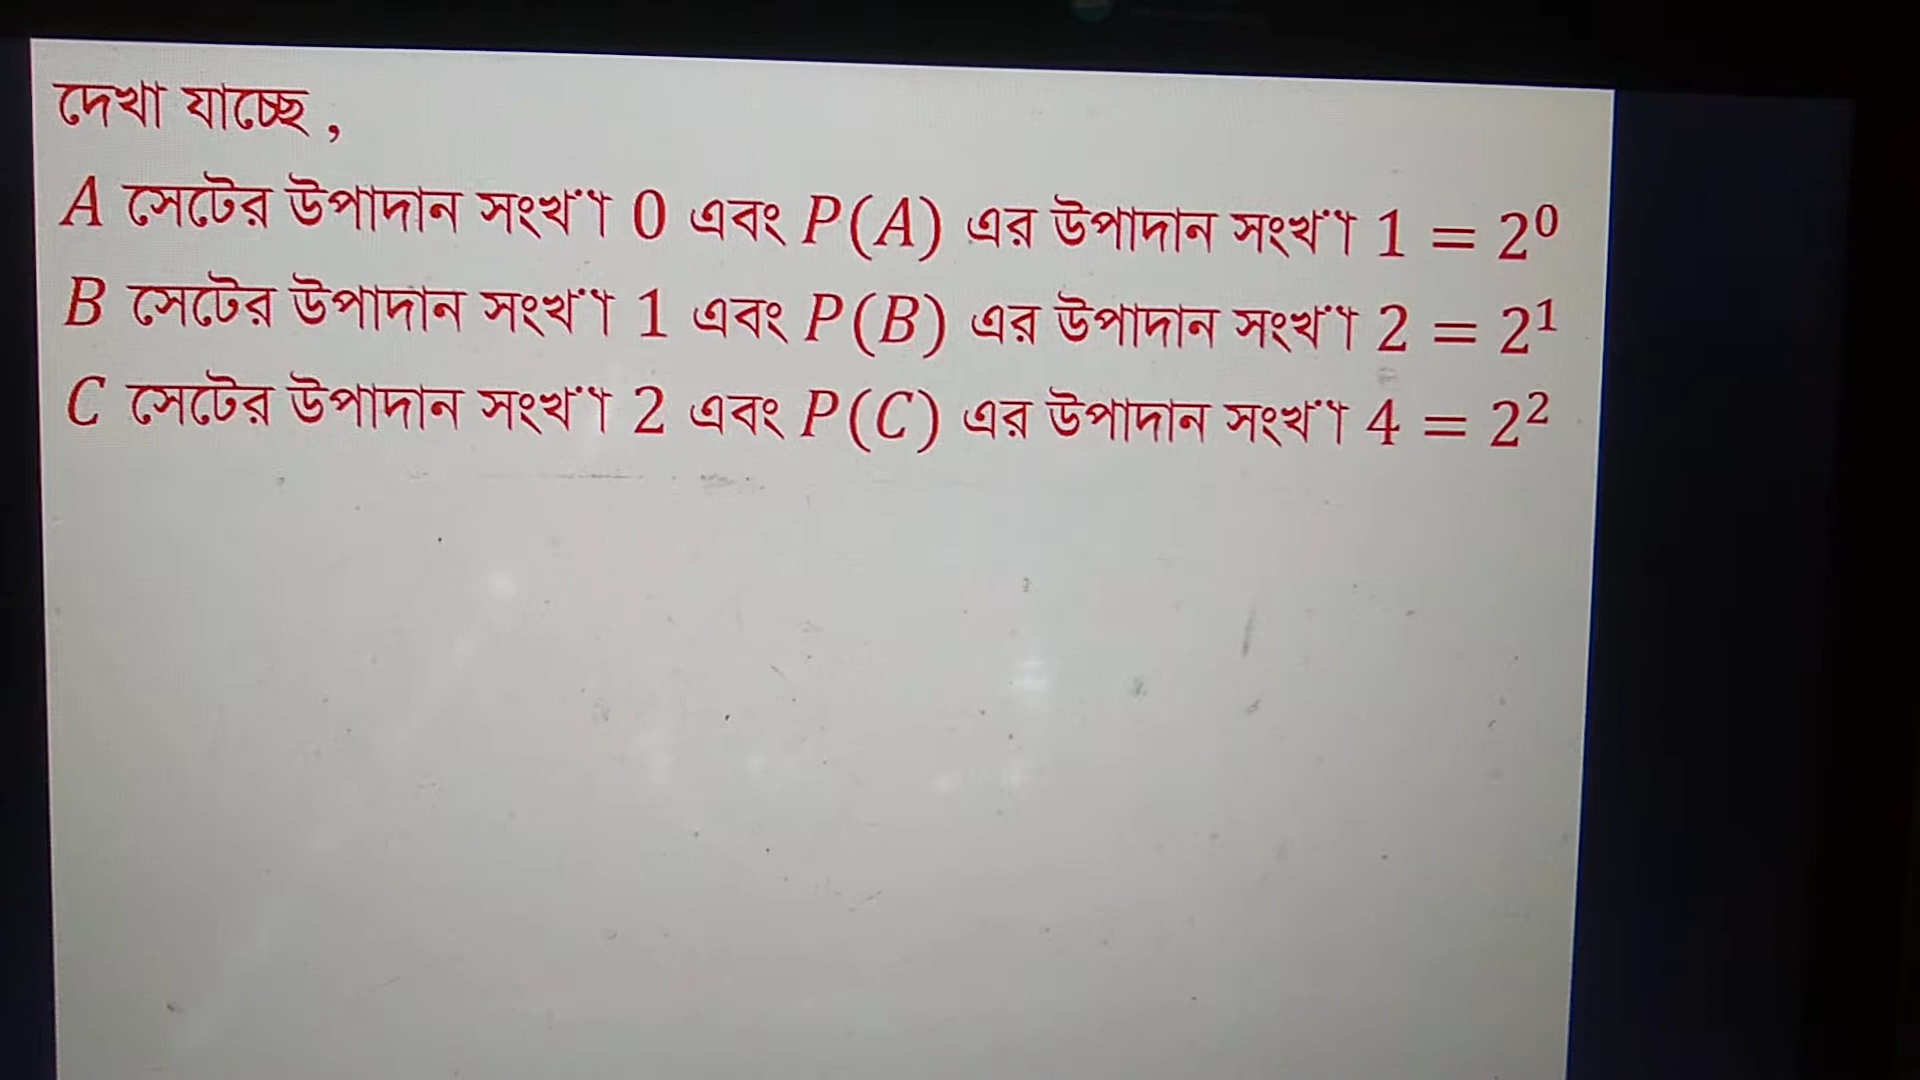 দেখা যাচ্ছে,
A সেটের উপাদান সংখ্যা 0 এবং P(A) এর উপাদান সংখ্যা 1 = 2⁰
B সেটের উপাদান সংখ্যা 1 এবং P(B) এর উপাদান সংখ্যা 2 = 2¹
C সেটের উপাদান সংখ্যা 2 এবং P(C) এর উপাদান সংখ্যা 4 = 2²